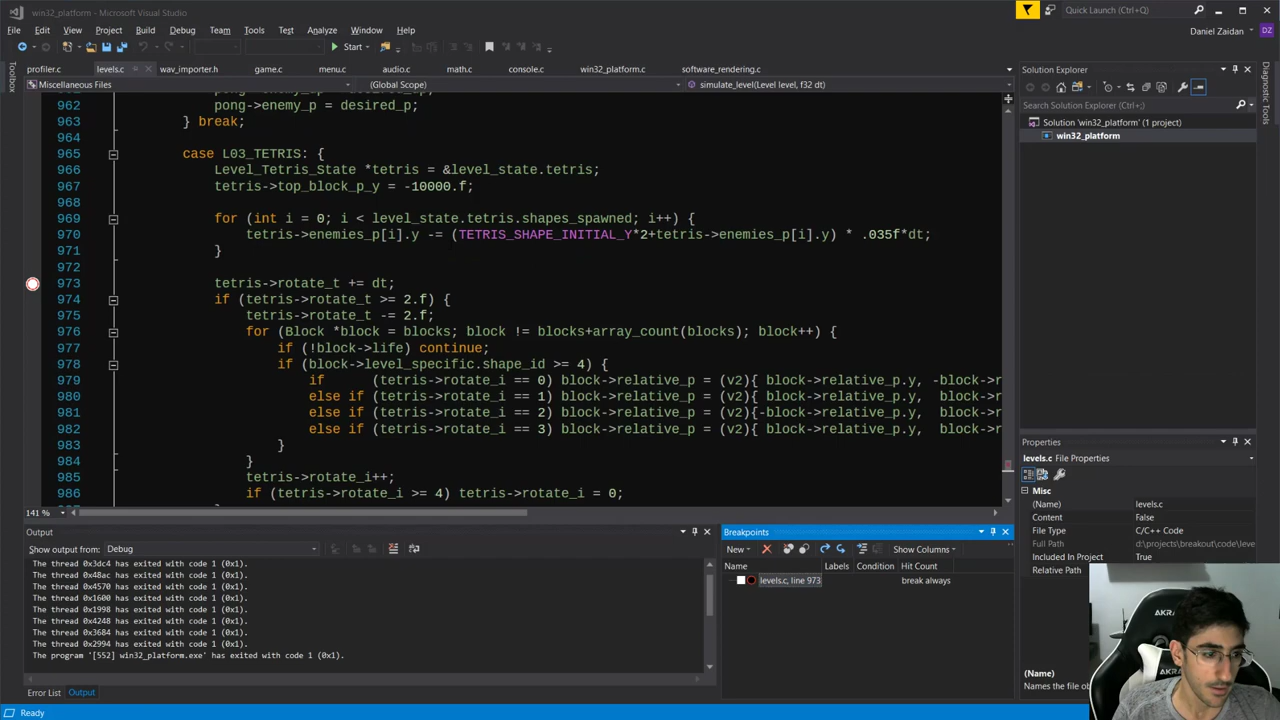 win32_platform - Microsoft Visual Studio
Quick Launch (Ctrl+Q)
File Edit View Project Build Debug Team Tools Test Analyze Window Help
Daniel Zaidan DZ
Start
Toolbox
profiler.c levels.c wav_importer.h game.c menu.c audio.c math.c console.c win32_platform.c software_rendering.c
Miscellaneous Files (Global Scope) simulate_level(Level level, f32 dt)
962 pong->enemy_p = desired_p;
963 } break;
964
965 case L03_TETRIS: {
966 Level_Tetris_State *tetris = &level_state.tetris;
967 tetris->top_block_p_y = -10000.f;
968
969 for (int i = 0; i < level_state.tetris.shapes_spawned; i++) {
970 tetris->enemies_p[i].y -= (TETRIS_SHAPE_INITIAL_Y*2+tetris->enemies_p[i].y) * .035f*dt;
971 }
972
973 tetris->rotate_t += dt;
974 if (tetris->rotate_t >= 2.f) {
975 tetris->rotate_t -= 2.f;
976 for (Block *block = blocks; block != blocks+array_count(blocks); block++) {
977 if (!block->life) continue;
978 if (block->level_specific.shape_id >= 4) {
979 if (tetris->rotate_i == 0) block->relative_p = (v2){ block->relative_p.y, -block->r
980 else if (tetris->rotate_i == 1) block->relative_p = (v2){ block->relative_p.y, block->r
981 else if (tetris->rotate_i == 2) block->relative_p = (v2){-block->relative_p.y, block->r
982 else if (tetris->rotate_i == 3) block->relative_p = (v2){ block->relative_p.y, block->r
983 }
984 }
985 tetris->rotate_i++;
986 if (tetris->rotate_i >= 4) tetris->rotate_i = 0;
141 %
Solution Explorer
Search Solution Explorer (Ctrl+;)
Solution 'win32_platform' (1 project)
win32_platform
Diagnostic Tools
Properties
levels.c File Properties
Misc
(Name) levels.c
Content False
File Type C/C++ Code
Full Path d:\projects\breakout\code\leve
Included In Project True
Relative Path
(Name)
Names the file ob
Output
Show output from: Debug
The thread 0x3dc4 has exited with code 1 (0x1).
The thread 0x48ac has exited with code 1 (0x1).
The thread 0x4570 has exited with code 1 (0x1).
The thread 0x1600 has exited with code 1 (0x1).
The thread 0x1998 has exited with code 1 (0x1).
The thread 0x4248 has exited with code 1 (0x1).
The thread 0x3684 has exited with code 1 (0x1).
The thread 0x2994 has exited with code 1 (0x1).
The program '[552] win32_platform.exe' has exited with code 1 (0x1).
Error List Output
Breakpoints
New Show Columns
Name Labels Condition Hit Count
levels.c, line 973 break always
Ready
AKRA